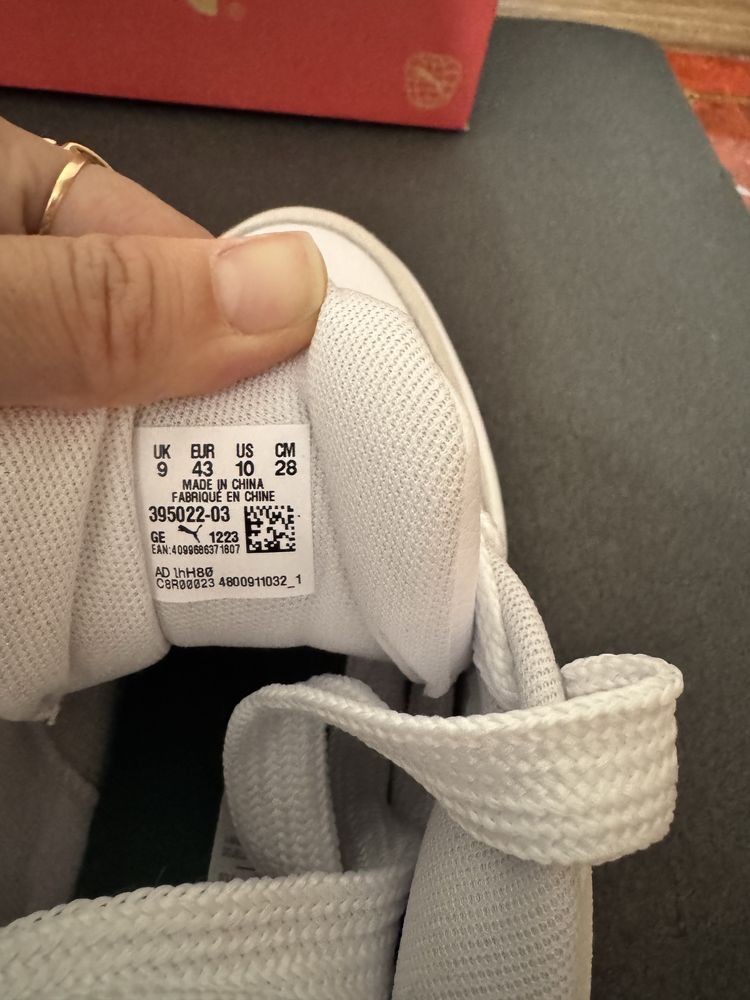 UK EUR US CM
9 43 10 28
MADE IN CHINA
FABRIQUÉ EN CHINE
395022-03
GE 1223
EAN:4099686371807
AD 1hH80
C8R00023 4800911032_1